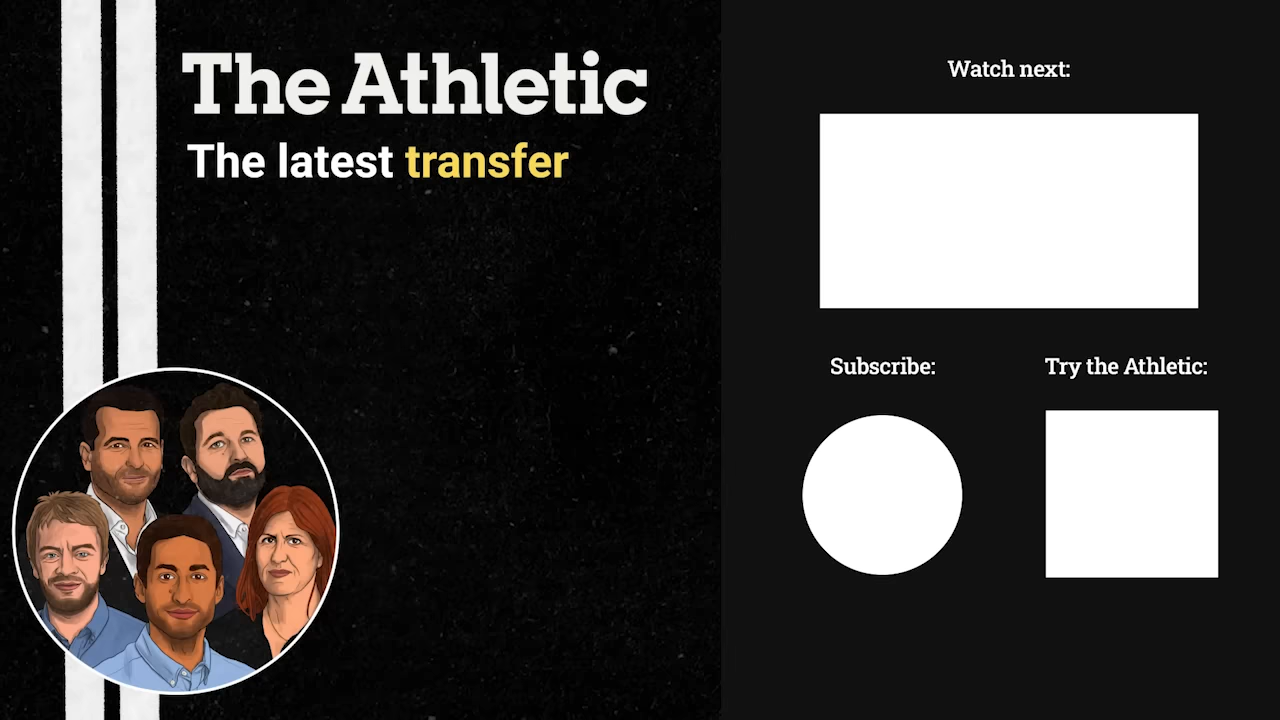 The Athletic
The latest transfer
Watch next:
Subscribe:
Try the Athletic: